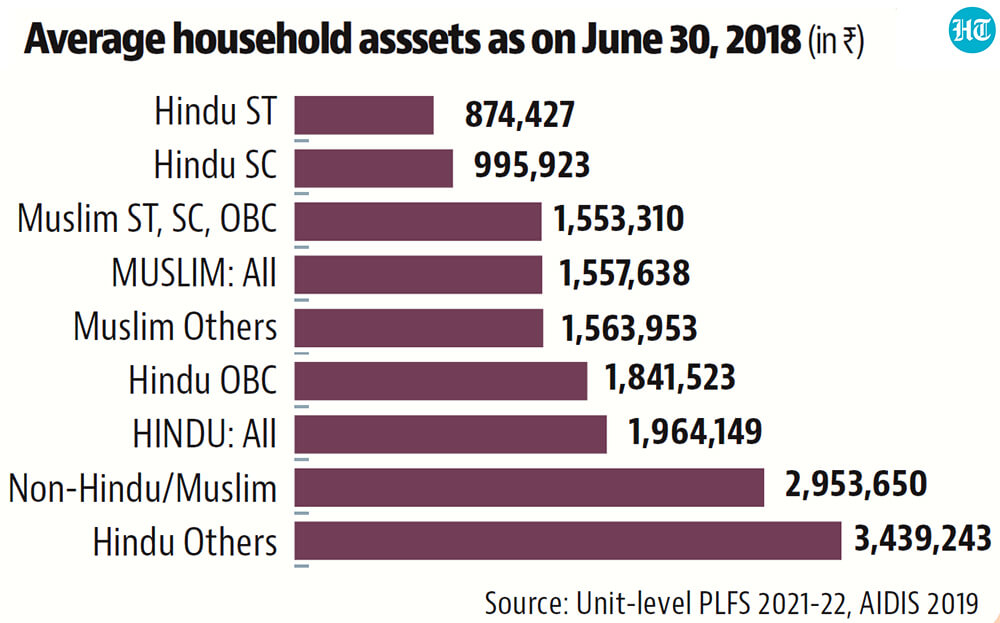 Average household asssets as on June 30, 2018 (in ₹)
HT
Hindu ST 874,427
Hindu SC 995,923
Muslim ST, SC, OBC 1,553,310
MUSLIM: All 1,557,638
Muslim Others 1,563,953
Hindu OBC 1,841,523
HINDU: All 1,964,149
Non-Hindu/Muslim 2,953,650
Hindu Others 3,439,243
Source: Unit-level PLFS 2021-22, AIDIS 2019